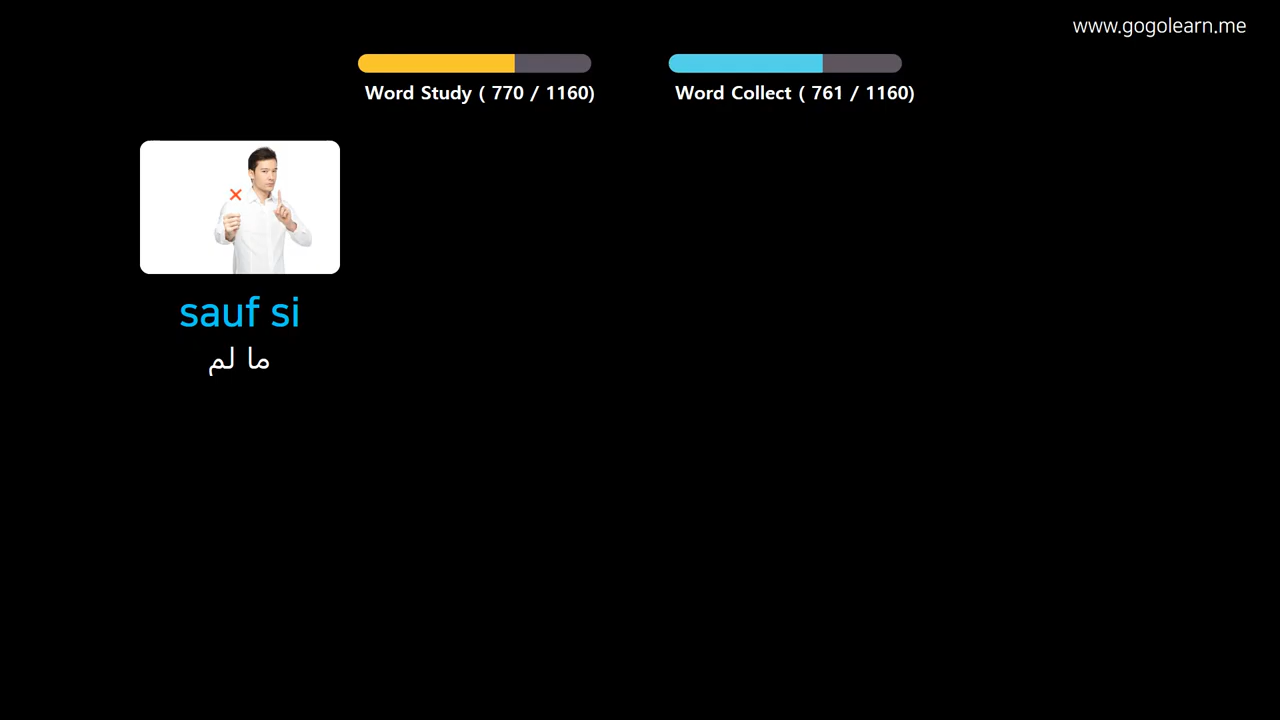 www.gogolearn.me
Word Study ( 770 / 1160)
Word Collect ( 761 / 1160)
sauf si
ما لم